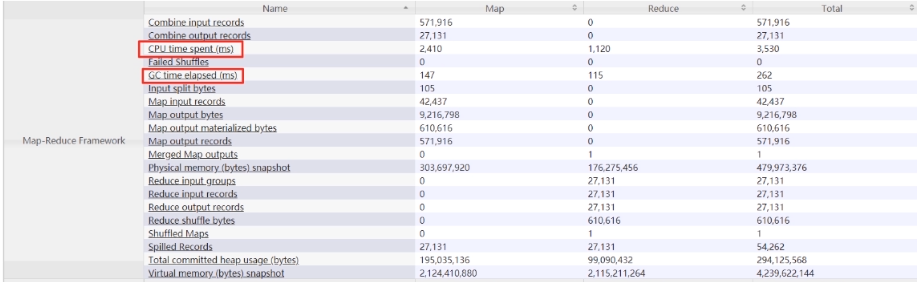 Name Map Reduce Total
Combine input records 571,916 0 571,916
Combine output records 27,131 0 27,131
CPU time spent (ms) 2,410 1,120 3,530
Failed Shuffles 0 0 0
GC time elapsed (ms) 147 115 262
Input split bytes 105 0 105
Map input records 42,437 0 42,437
Map output bytes 9,216,798 0 9,216,798
Map output materialized bytes 610,616 0 610,616
Map-Reduce Framework Map output records 571,916 0 571,916
Merged Map outputs 0 1 1
Physical memory (bytes) snapshot 303,697,920 176,275,456 479,973,376
Reduce input groups 0 27,131 27,131
Reduce input records 0 27,131 27,131
Reduce output records 0 27,131 27,131
Reduce shuffle bytes 0 610,616 610,616
Shuffled Maps 0 1 1
Spilled Records 27,131 27,131 54,262
Total committed heap usage (bytes) 195,035,136 99,090,432 294,125,568
Virtual memory (bytes) snapshot 2,124,410,880 2,115,211,264 4,239,622,144